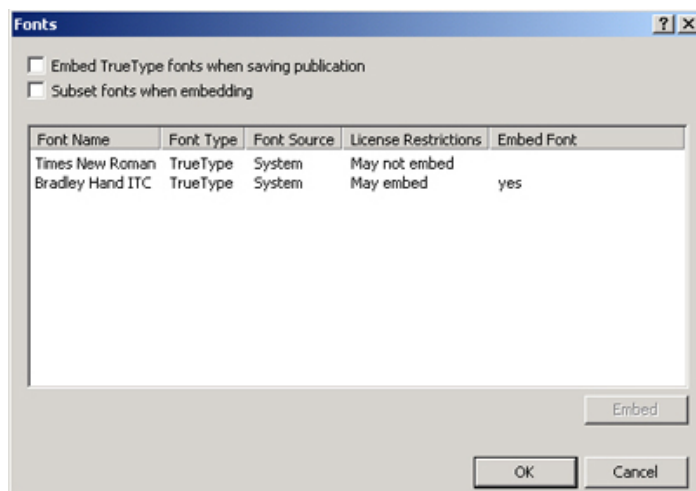 Fonts
Embed TrueType fonts when saving publication
Subset fonts when embedding
Font Name Font Type Font Source License Restrictions Embed Font
Times New Roman TrueType System May not embed
Bradley Hand ITC TrueType System May embed yes
Embed
OK Cancel